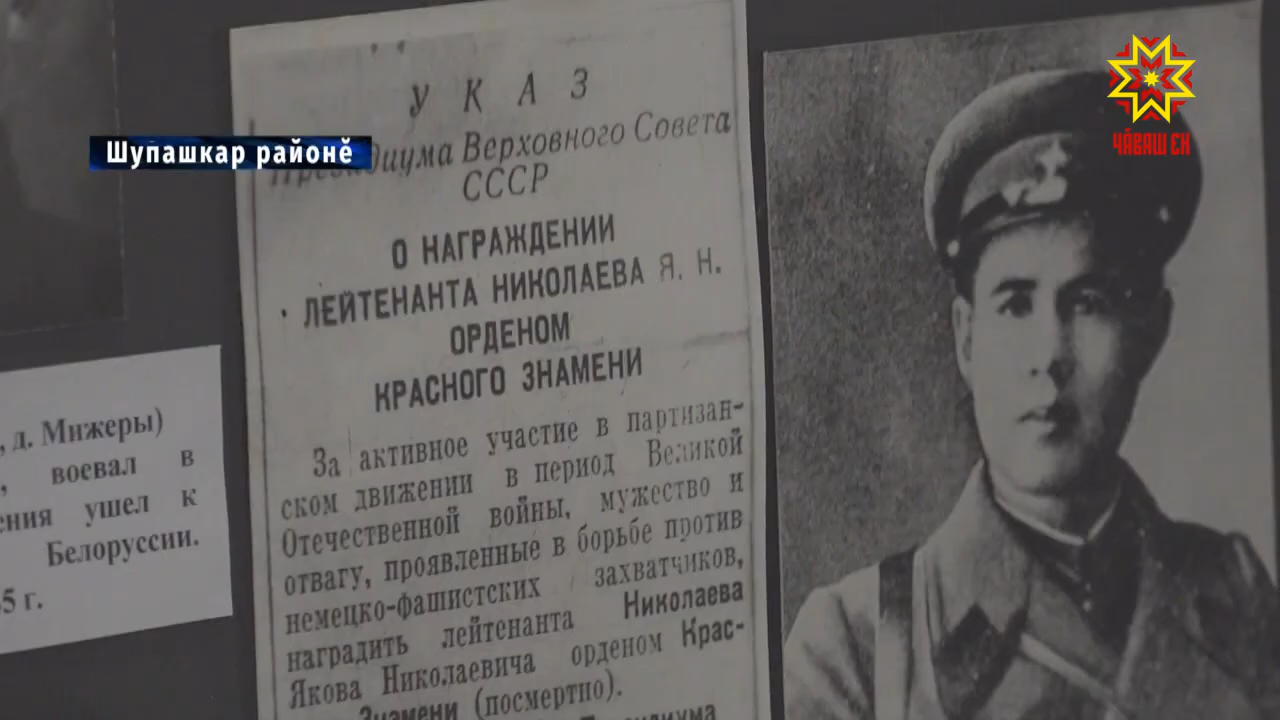 У К А З
Президиума Верховного Совета
СССР
О НАГРАЖДЕНИИ
ЛЕЙТЕНАНТА НИКОЛАЕВА Я. Н.
ОРДЕНОМ
КРАСНОГО ЗНАМЕНИ
За активное участие в партизан-
ском движении в период Великой
Отечественной войны, мужество и
отвагу, проявленные в борьбе против
немецко-фашистских захватчиков,
наградить лейтенанта Николаева
Якова Николаевича орденом Крас-
Знамени (посмертно).
Шупашкар районӗ
ЧӐВАШ ЕН
, д. Мижеры)
, воевал в
ения ушел к
Белоруссии.
5 г.